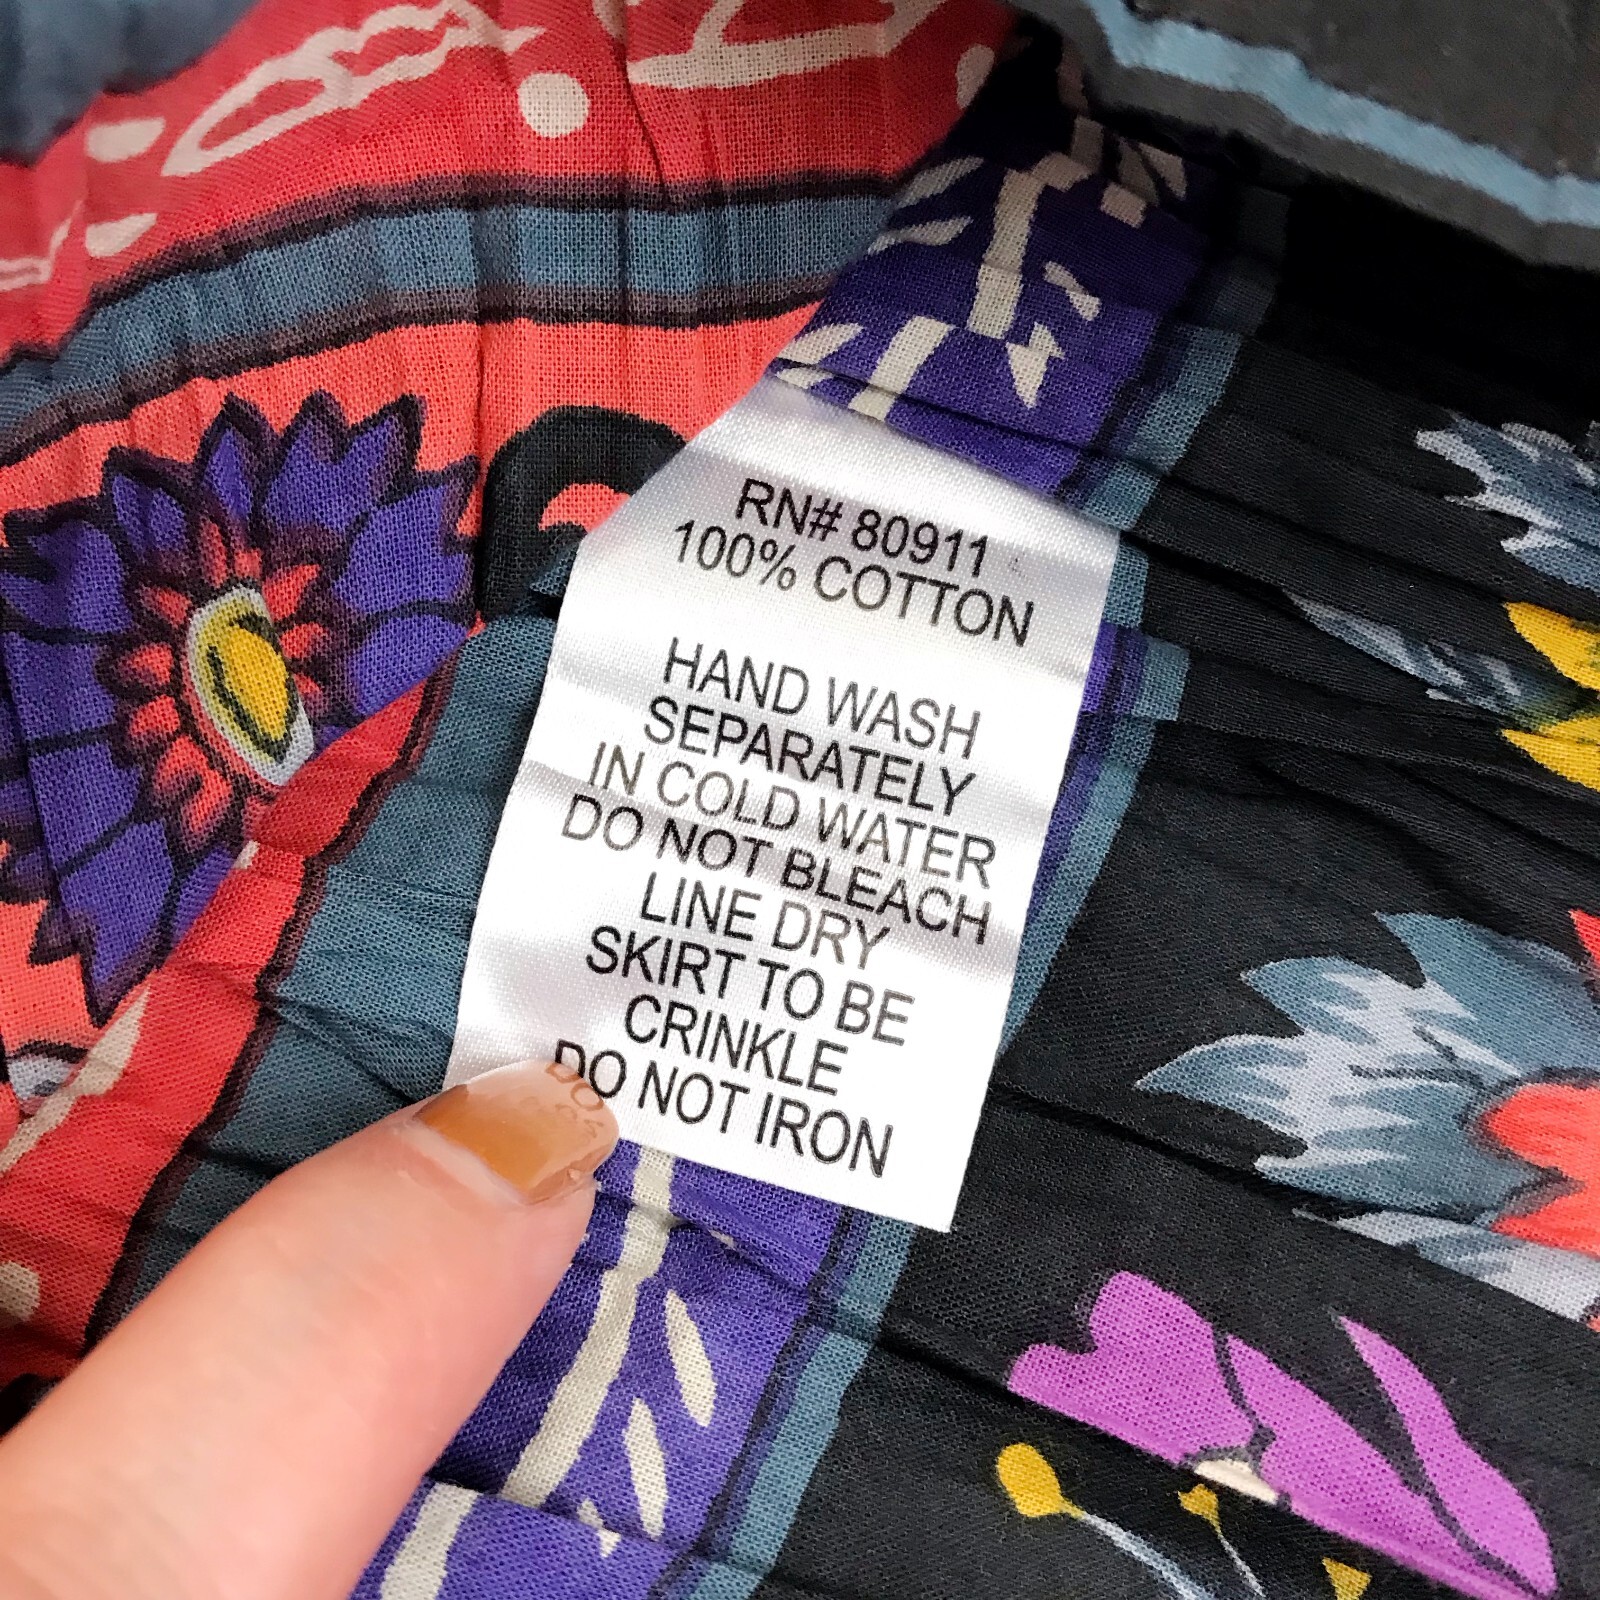 RN# 80911
100% COTTON
HAND WASH
SEPARATELY
IN COLD WATER
DO NOT BLEACH
LINE DRY
SKIRT TO BE
CRINKLE
DO NOT IRON